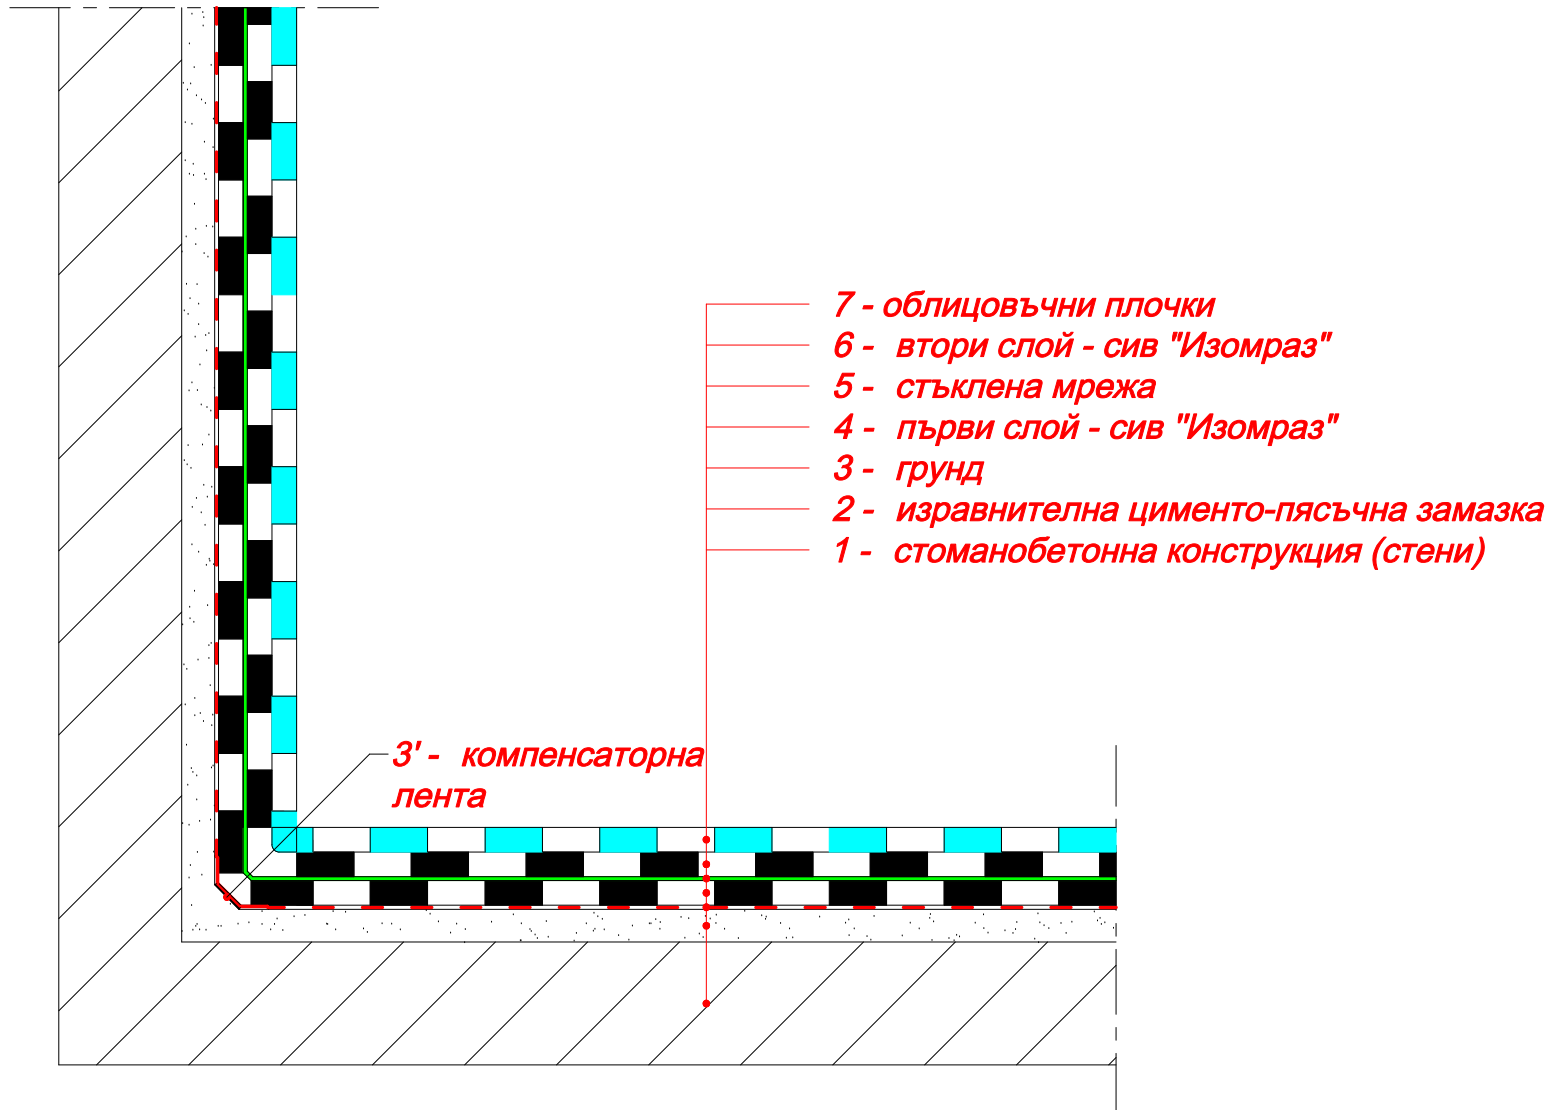 7 - облицовъчни плочки
6 - втори слой - сив "Изомраз"
5 - стъклена мрежа
4 - първи слой - сив "Изомраз"
3 - грунд
2 - изравнителна цименто-пясъчна замазка
1 - стоманобетонна конструкция (стени)
3' - компенсаторна
лента